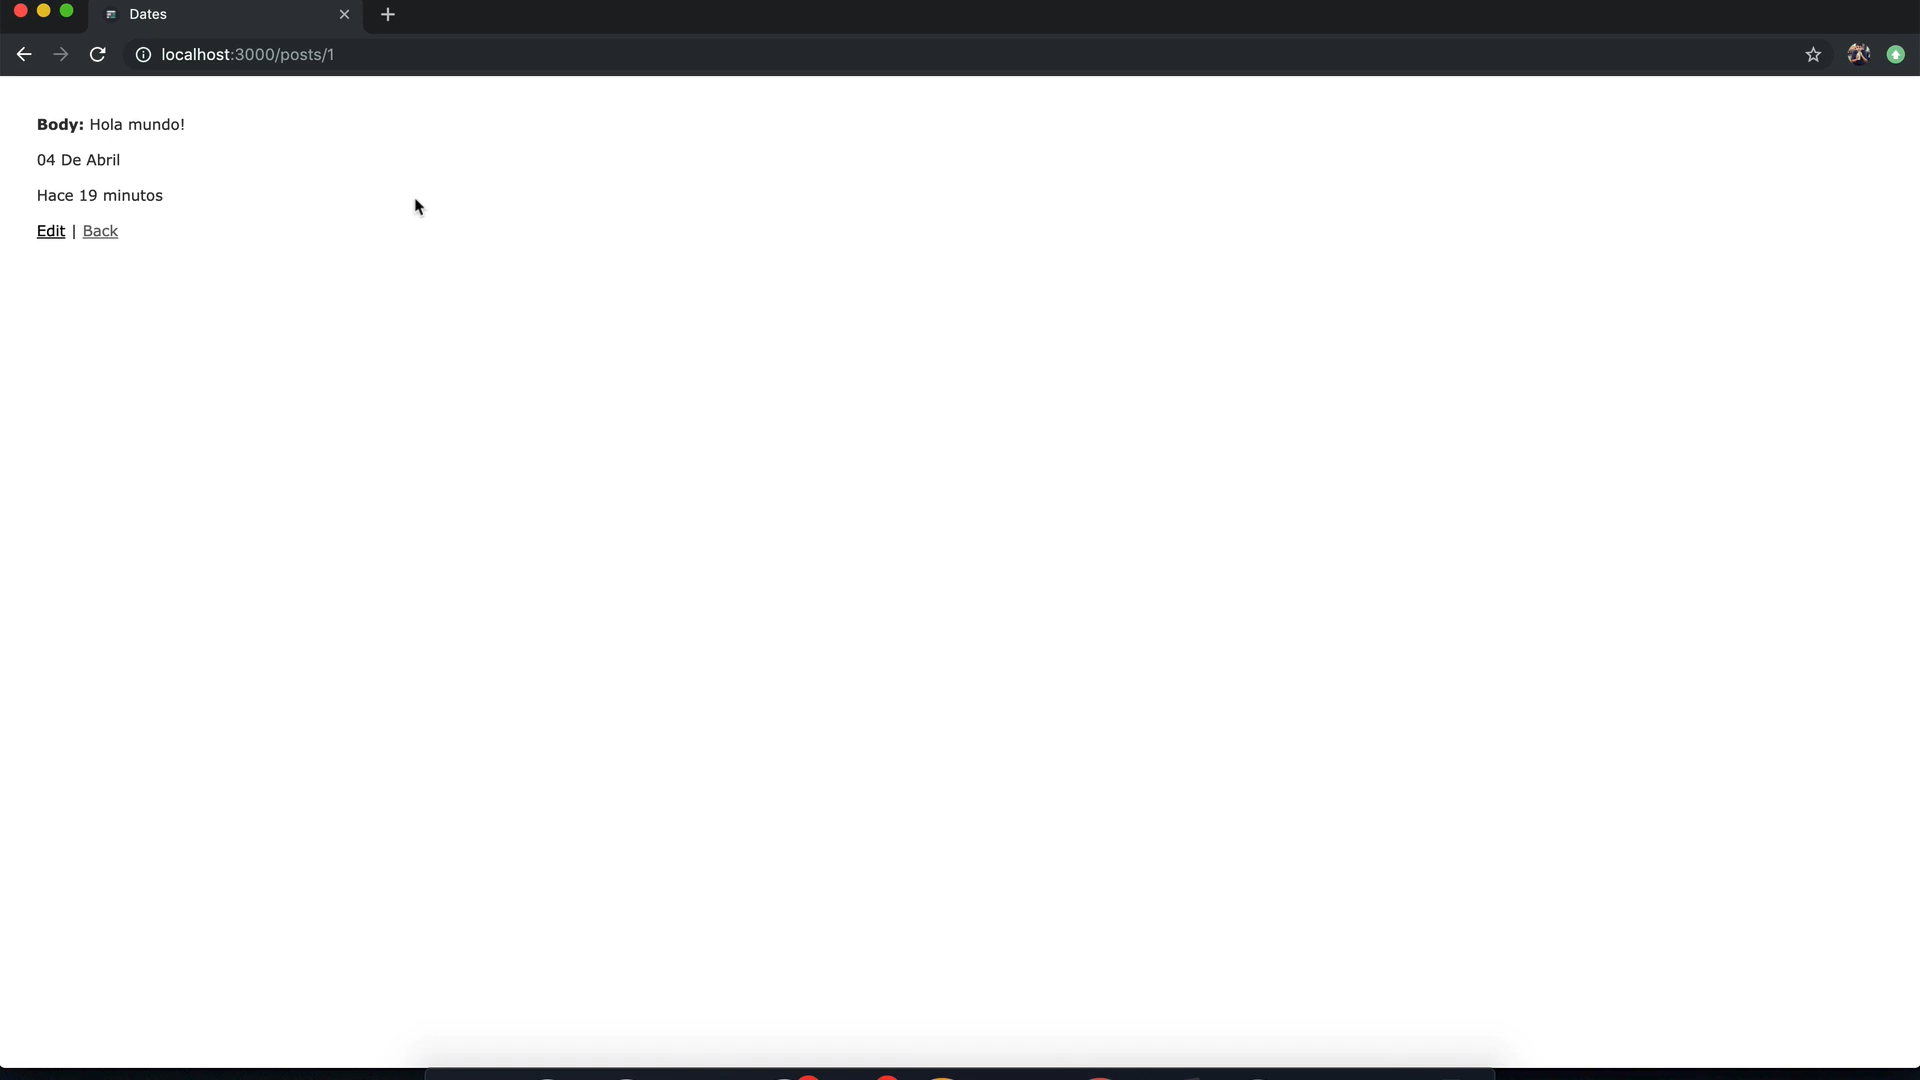 Dates
localhost:3000/posts/1
Body: Hola mundo!
04 De Abril
Hace 19 minutos
Edit | Back